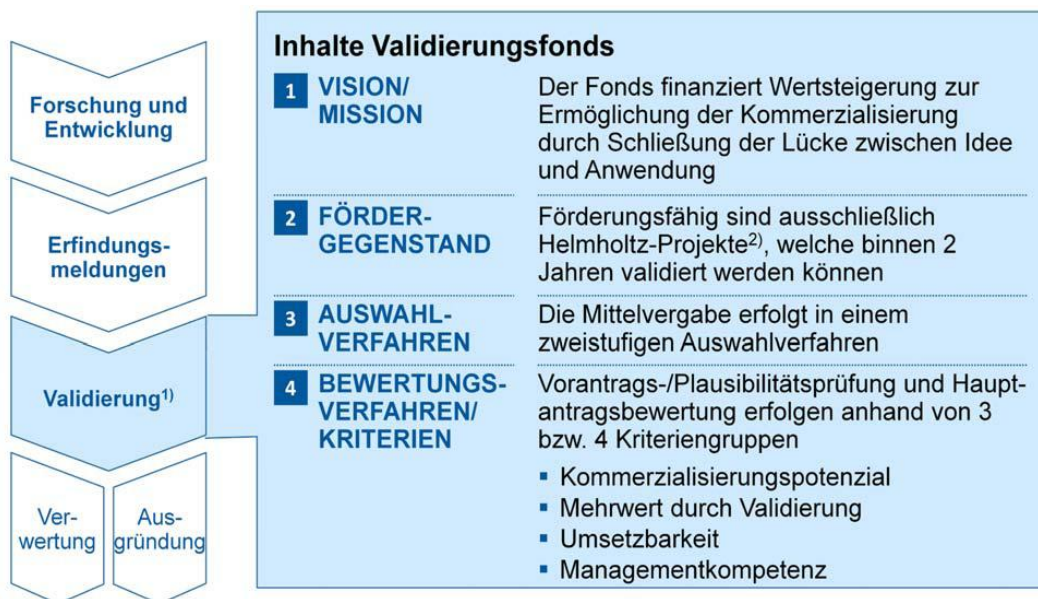 Forschung und
Entwicklung
Erfindungs-
meldungen
Validierung¹⁾
Ver-
wertung
Aus-
gründung
Inhalte Validierungsfonds
1 VISION/
MISSION
Der Fonds finanziert Wertsteigerung zur
Ermöglichung der Kommerzialisierung
durch Schließung der Lücke zwischen Idee
und Anwendung
2 FÖRDER-
GEGENSTAND
Förderungsfähig sind ausschließlich
Helmholtz-Projekte²⁾, welche binnen 2
Jahren validiert werden können
3 AUSWAHL-
VERFAHREN
Die Mittelvergabe erfolgt in einem
zweistufigen Auswahlverfahren
4 BEWERTUNGS-
VERFAHREN/
KRITERIEN
Vorantrags-/Plausibilitätsprüfung und Haupt-
antragsbewertung erfolgen anhand von 3
bzw. 4 Kriteriengruppen
▪ Kommerzialisierungspotenzial
▪ Mehrwert durch Validierung
▪ Umsetzbarkeit
▪ Managementkompetenz